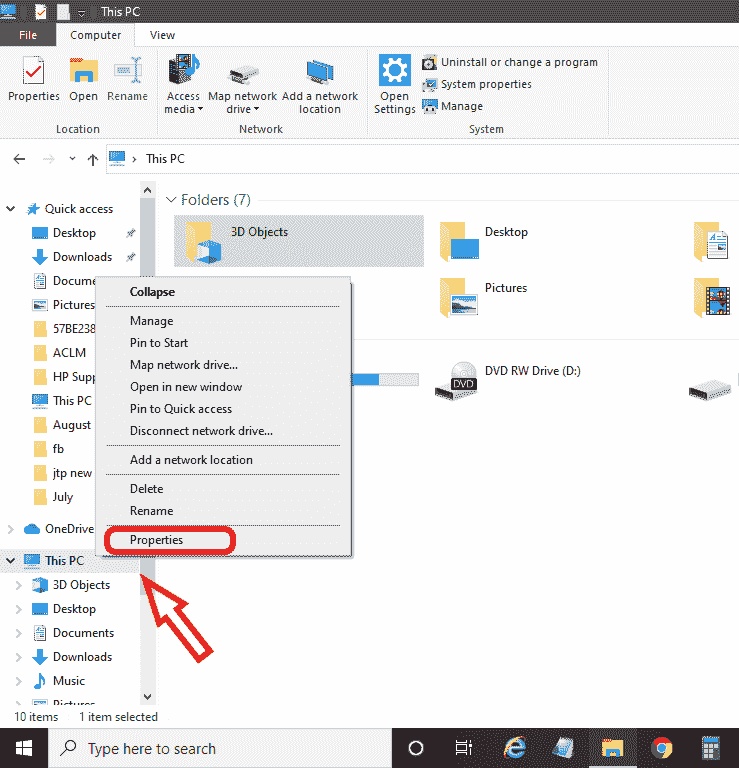 This PC
File Computer View
Properties Open Rename Access media Map network drive Add a network location Open Settings Uninstall or change a program
System properties
Manage
Location Network System
This PC
Quick access
Desktop
Downloads
Docume
Pictures
57BE238
ACLM
HP Supp
This PC
August
fb
jtp new
July
OneDrive
This PC
3D Objects
Desktop
Documents
Downloads
Music
Pictures
Folders (7)
3D Objects
Desktop
Pictures
DVD RW Drive (D:)
DVD
Collapse
Manage
Pin to Start
Map network drive...
Open in new window
Pin to Quick access
Disconnect network drive...
Add a network location
Delete
Rename
Properties
10 items 1 item selected
Type here to search